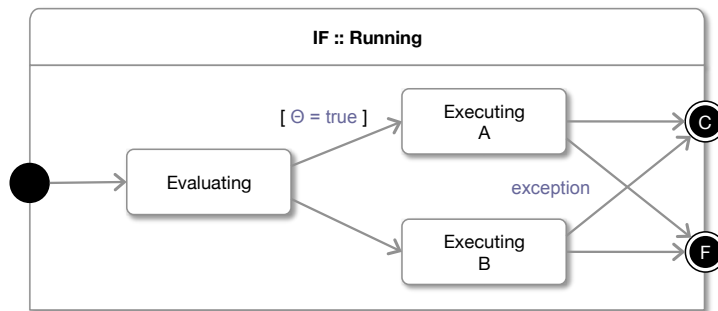 IF :: Running
[ Θ = true ]
Executing
A
C
Evaluating
exception
Executing
B
F